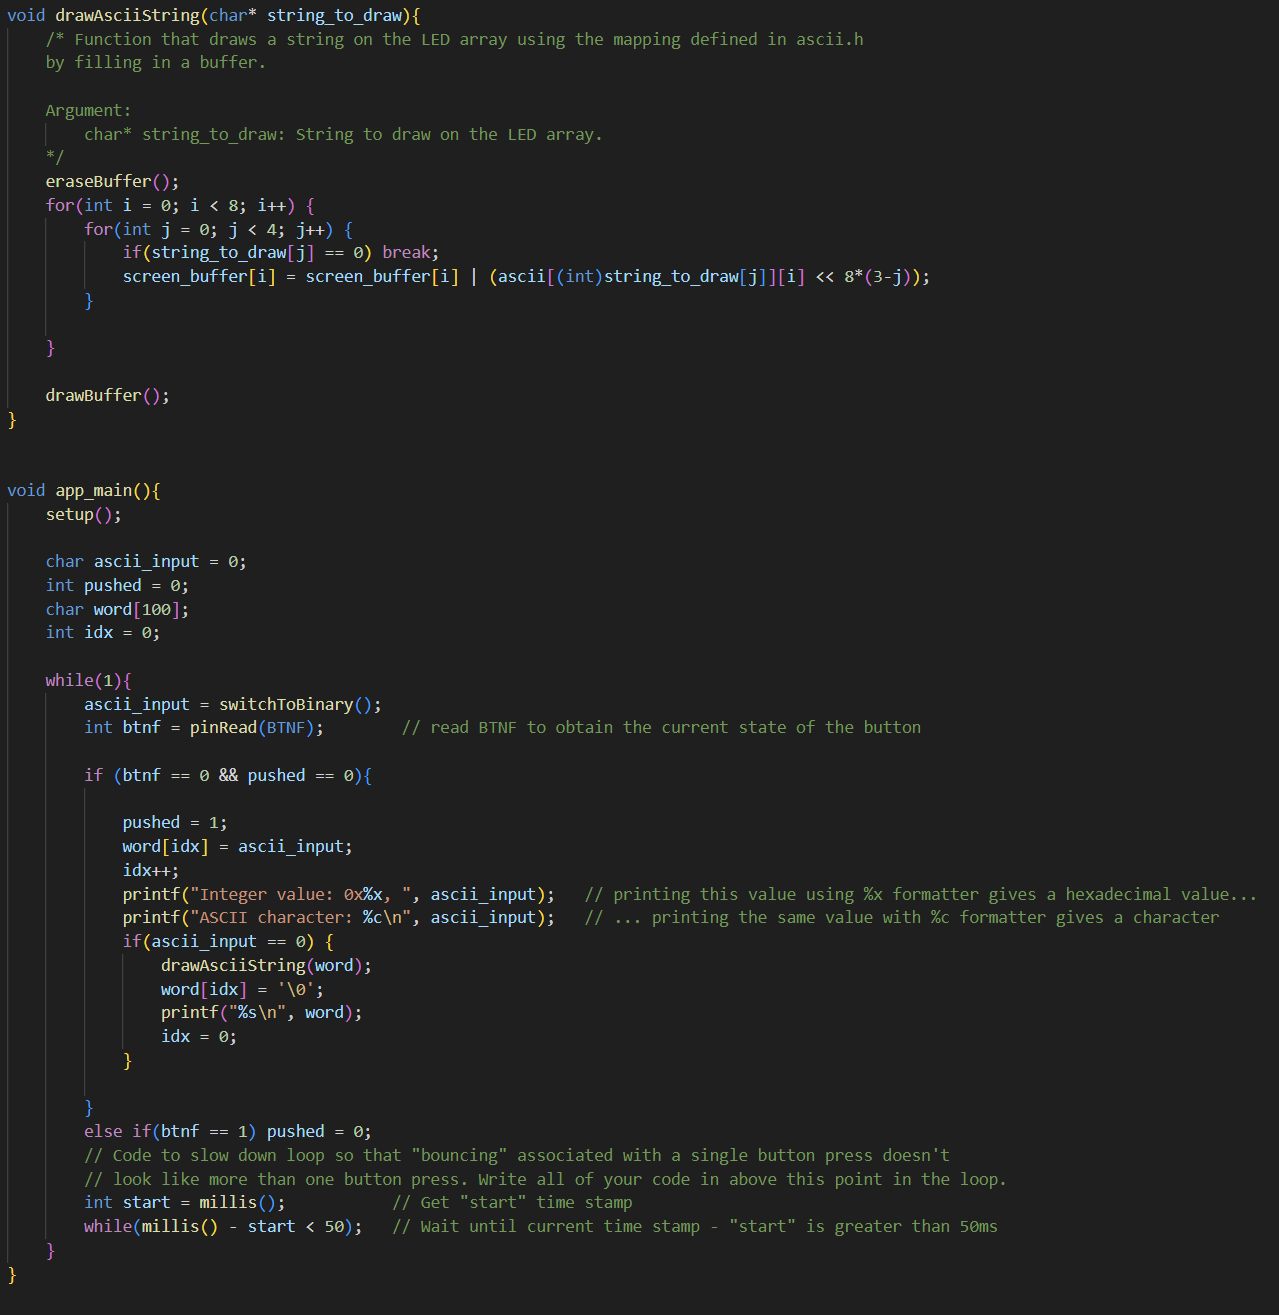 void drawAsciiString(char* string_to_draw){
    /* Function that draws a string on the LED array using the mapping defined in ascii.h
    by filling in a buffer.
    Argument:
        char* string_to_draw: String to draw on the LED array.
    */
    eraseBuffer();
    for(int i = 0; i < 8; i++) {
        for(int j = 0; j < 4; j++) {
            if(string_to_draw[j] == 0) break;
            screen_buffer[i] = screen_buffer[i] | (ascii[(int)string_to_draw[j]][i] << 8*(3-j));
        }
    }
    drawBuffer();
}
void app_main(){
    setup();
    char ascii_input = 0;
    int pushed = 0;
    char word[100];
    int idx = 0;
    while(1){
        ascii_input = switchToBinary();
        int btnf = pinRead(BTNF);        // read BTNF to obtain the current state of the button
        if (btnf == 0 && pushed == 0){
            pushed = 1;
            word[idx] = ascii_input;
            idx++;
            printf("Integer value: 0x%x, ", ascii_input);   // printing this value using %x formatter gives a hexadecimal value...
            printf("ASCII character: %c\n", ascii_input);   // ... printing the same value with %c formatter gives a character
            if(ascii_input == 0) {
                drawAsciiString(word);
                word[idx] = '\0';
                printf("%s\n", word);
                idx = 0;
            }
        }
        else if(btnf == 1) pushed = 0;
        // Code to slow down loop so that "bouncing" associated with a single button press doesn't
        // look like more than one button press. Write all of your code in above this point in the loop.
        int start = millis();           // Get "start" time stamp
        while(millis() - start < 50);   // Wait until current time stamp - "start" is greater than 50ms
    }
}